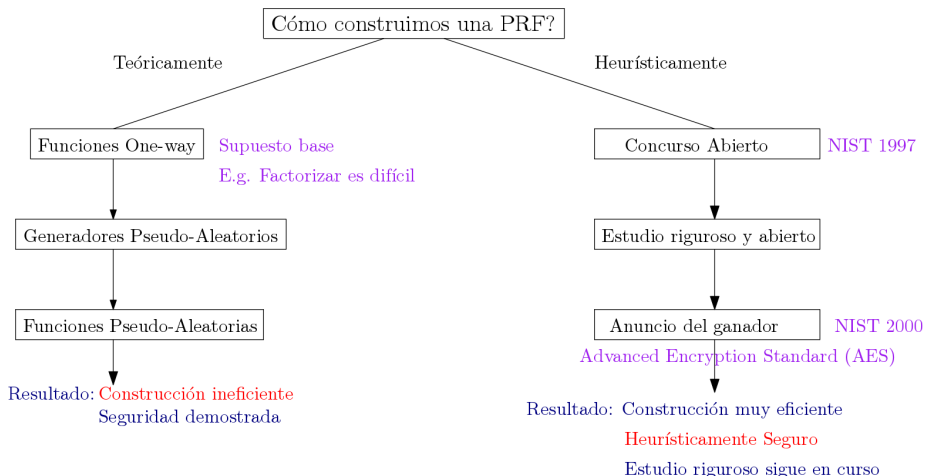 Cómo construimos una PRF?
Teóricamente
Heurísticamente
Funciones One-way
Supuesto base
E.g. Factorizar es difícil
Generadores Pseudo-Aleatorios
Funciones Pseudo-Aleatorias
Resultado: Construcción ineficiente
Seguridad demostrada
Concurso Abierto
NIST 1997
Estudio riguroso y abierto
Anuncio del ganador
NIST 2000
Advanced Encryption Standard (AES)
Resultado: Construcción muy eficiente
Heurísticamente Seguro
Estudio riguroso sigue en curso